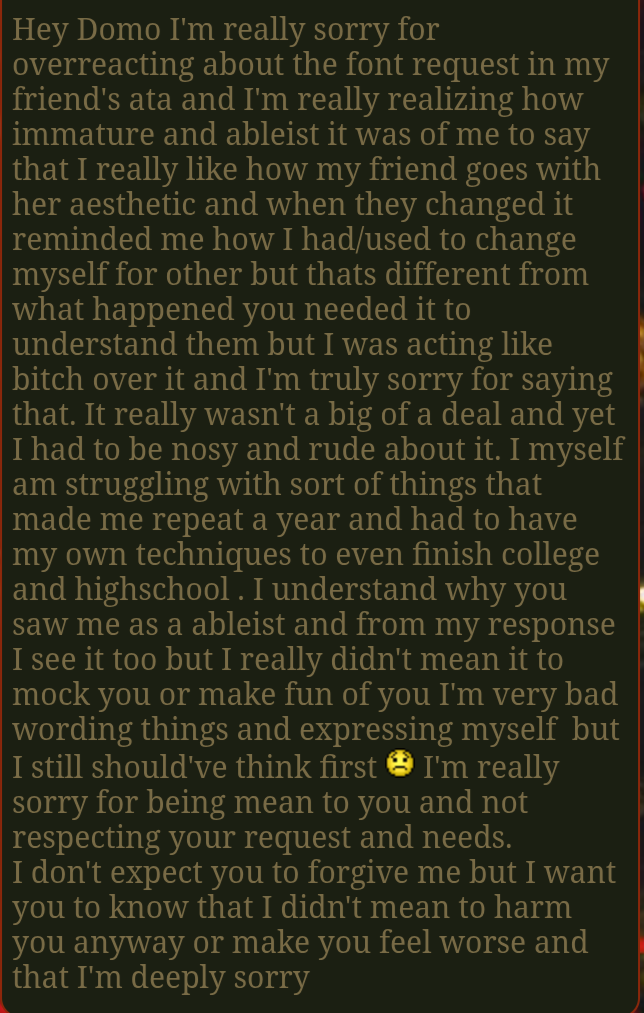 Hey Domo I'm really sorry for
overreacting about the font request in my
friend's ata and I'm really realizing how
immature and ableist it was of me to say
that I really like how my friend goes with
her aesthetic and when they changed it
reminded me how I had/used to change
myself for other but thats different from
what happened you needed it to
understand them but I was acting like
bitch over it and I'm truly sorry for saying
that. It really wasn't a big of a deal and yet
I had to be nosy and rude about it. I myself
am struggling with sort of things that
made me repeat a year and had to have
my own techniques to even finish college
and highschool . I understand why you
saw me as a ableist and from my response
I see it too but I really didn't mean it to
mock you or make fun of you I'm very bad
wording things and expressing myself  but
I still should've think first 😟 I'm really
sorry for being mean to you and not
respecting your request and needs.
I don't expect you to forgive me but I want
you to know that I didn't mean to harm
you anyway or make you feel worse and
that I'm deeply sorry